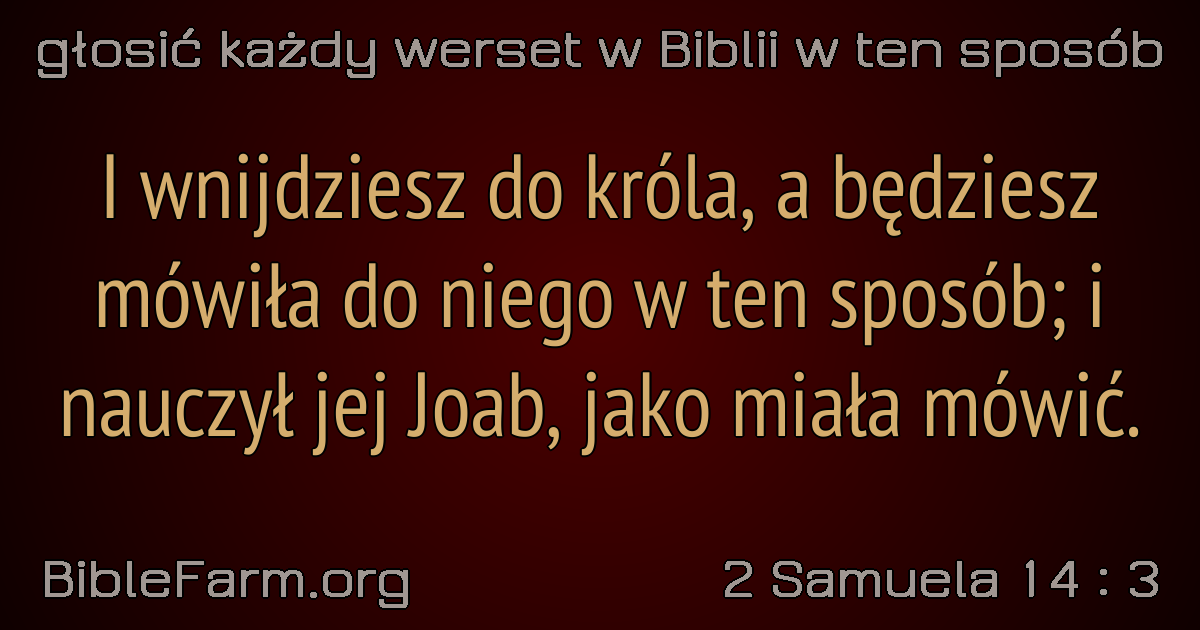 głosić każdy werset w Biblii w ten sposób
I wnijdziesz do króla, a będziesz
mówiła do niego w ten sposób; i
nauczył jej Joab, jako miała mówić.
BibleFarm.org
2 Samuela 14 : 3